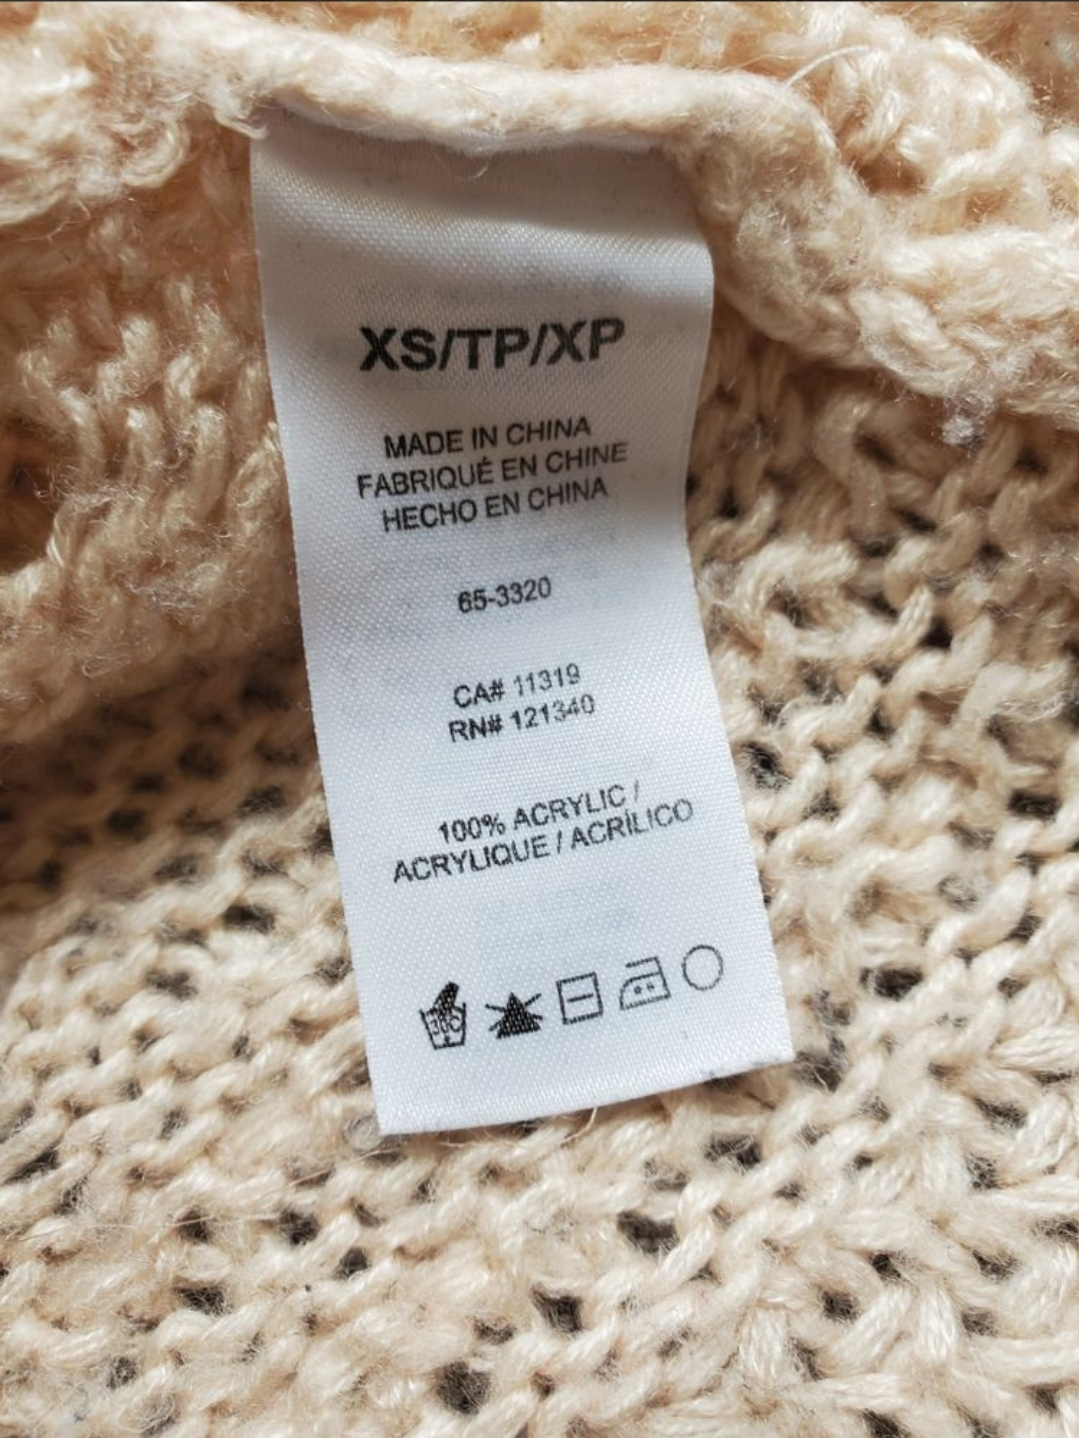 XS/TP/XP
MADE IN CHINA
FABRIQUÉ EN CHINE
HECHO EN CHINA
65-3320
CA# 11319
RN# 121340
100% ACRYLIC /
ACRYLIQUE / ACRÍLICO